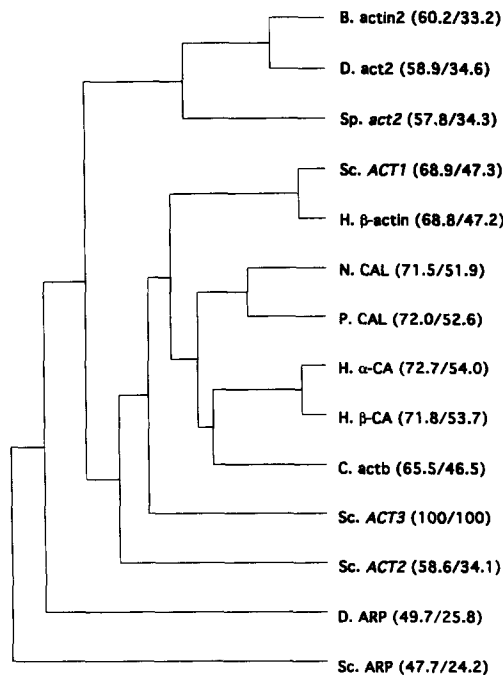 B. actin2 (60.2/33.2)
D. act2 (58.9/34.6)
Sp. act2 (57.8/34.3)
Sc. ACT1 (68.9/47.3)
H. β-actin (68.8/47.2)
N. CAL (71.5/51.9)
P. CAL (72.0/52.6)
H. α-CA (72.7/54.0)
H. β-CA (71.8/53.7)
C. actb (65.5/46.5)
Sc. ACT3 (100/100)
Sc. ACT2 (58.6/34.1)
D. ARP (49.7/25.8)
Sc. ARP (47.7/24.2)